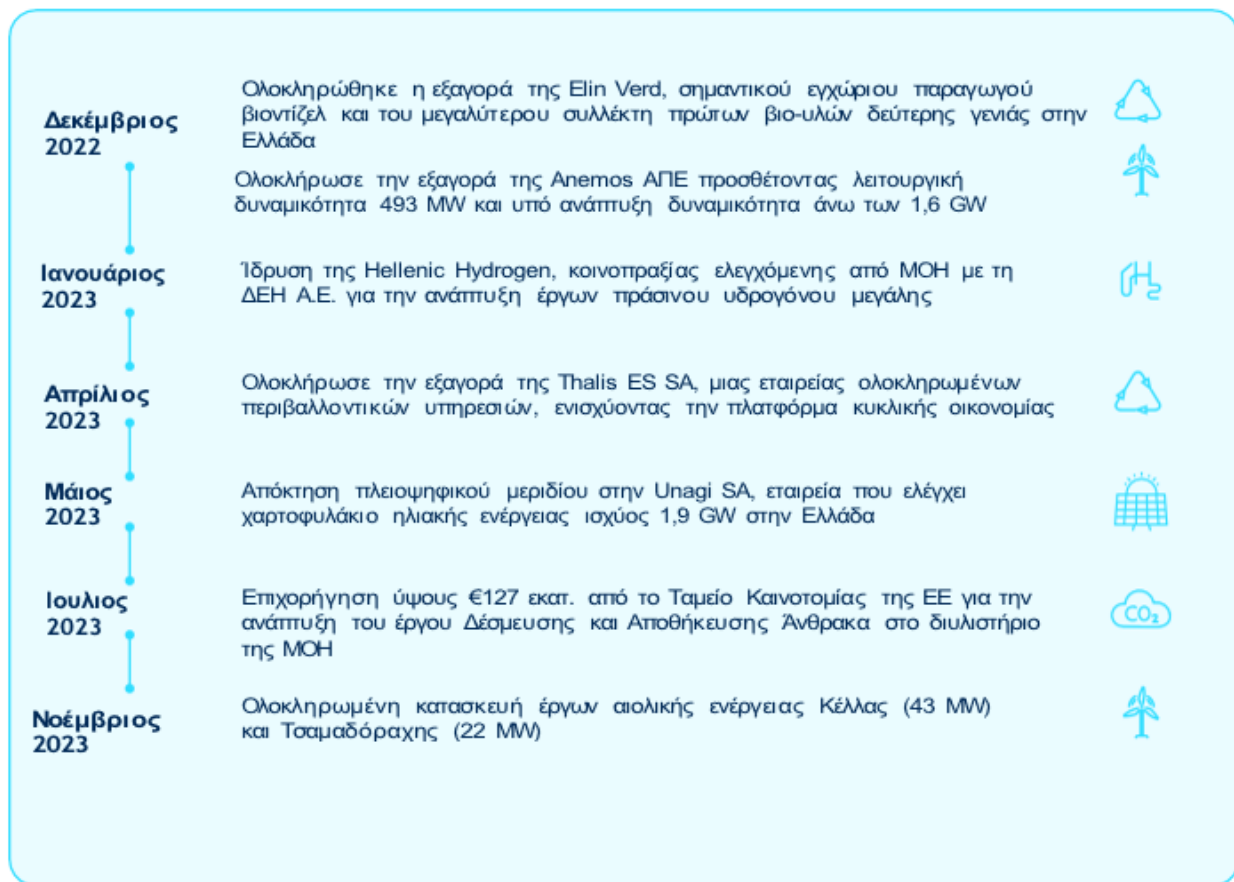 Δεκέμβριος
2022
Ολοκληρώθηκε η εξαγορά της Elin Verd, σημαντικού εγχώριου παραγωγού
βιοντίζελ και του μεγαλύτερου συλλέκτη πρώτων βιο-υλών δεύτερης γενιάς στην
Ελλάδα
Ολοκλήρωσε την εξαγορά της Anemos ΑΠΕ προσθέτοντας λειτουργική
δυναμικότητα 493 MW και υπό ανάπτυξη δυναμικότητα άνω των 1,6 GW
Ιανουάριος
2023
Ίδρυση της Hellenic Hydrogen, κοινοπραξίας ελεγχόμενης από ΜΟΗ με τη
ΔΕΗ Α.Ε. για την ανάπτυξη έργων πράσινου υδρογόνου μεγάλης
H₂
Απρίλιος
2023
Ολοκλήρωσε την εξαγορά της Thalis ES SA, μιας εταιρείας ολοκληρωμένων
περιβαλλοντικών υπηρεσιών, ενισχύοντας την πλατφόρμα κυκλικής οικονομίας
Μάιος
2023
Απόκτηση πλειοψηφικού μεριδίου στην Unagi SA, εταιρεία που ελέγχει
χαρτοφυλάκιο ηλιακής ενέργειας ισχύος 1,9 GW στην Ελλάδα
Ιουλιος
2023
Επιχορήγηση ύψους €127 εκατ. από το Ταμείο Καινοτομίας της ΕΕ για την
ανάπτυξη του έργου Δέσμευσης και Αποθήκευσης Άνθρακα στο διυλιστήριο
της ΜΟΗ
CO₂
Νοέμβριος
2023
Ολοκληρωμένη κατασκευή έργων αιολικής ενέργειας Κέλλας (43 MW)
και Τσαμαδόραχης (22 MW)